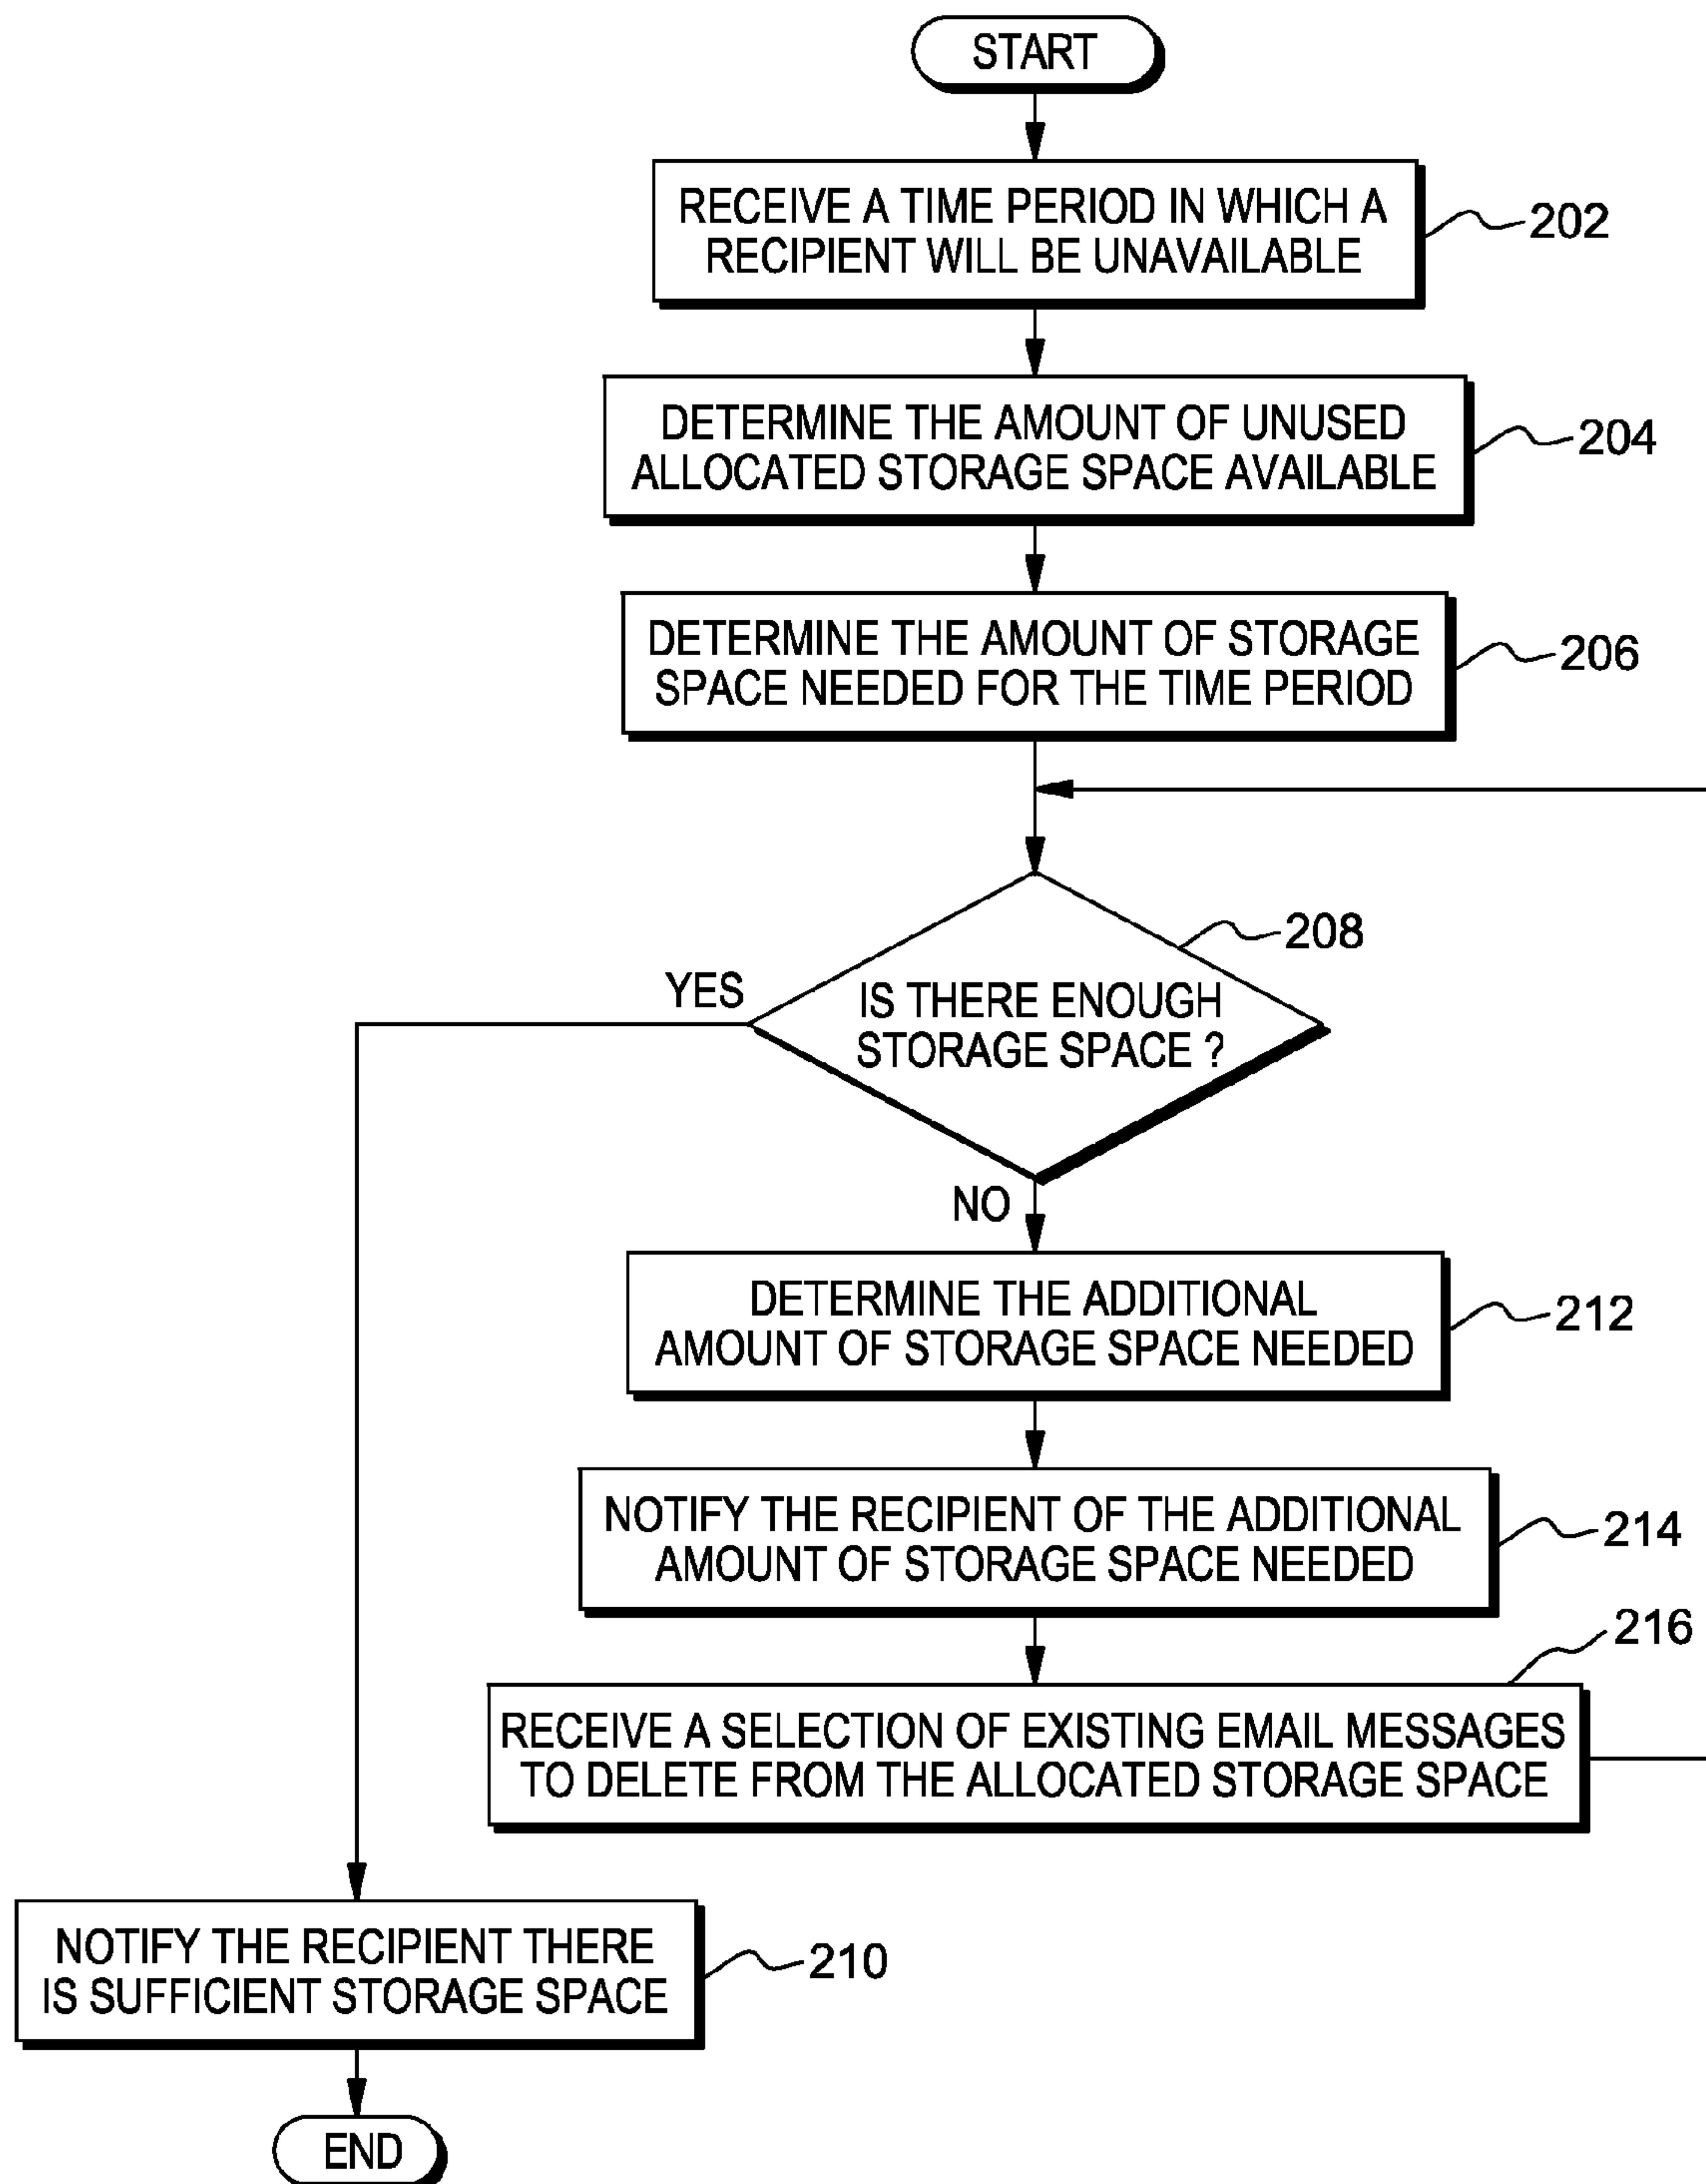 START
RECEIVE A TIME PERIOD IN WHICH A
RECIPIENT WILL BE UNAVAILABLE
202
DETERMINE THE AMOUNT OF UNUSED
ALLOCATED STORAGE SPACE AVAILABLE
204
DETERMINE THE AMOUNT OF STORAGE
SPACE NEEDED FOR THE TIME PERIOD
206
208
YES
IS THERE ENOUGH
STORAGE SPACE ?
NO
DETERMINE THE ADDITIONAL
AMOUNT OF STORAGE SPACE NEEDED
212
NOTIFY THE RECIPIENT OF THE ADDITIONAL
AMOUNT OF STORAGE SPACE NEEDED
214
216
RECEIVE A SELECTION OF EXISTING EMAIL MESSAGES
TO DELETE FROM THE ALLOCATED STORAGE SPACE
NOTIFY THE RECIPIENT THERE
IS SUFFICIENT STORAGE SPACE
210
END